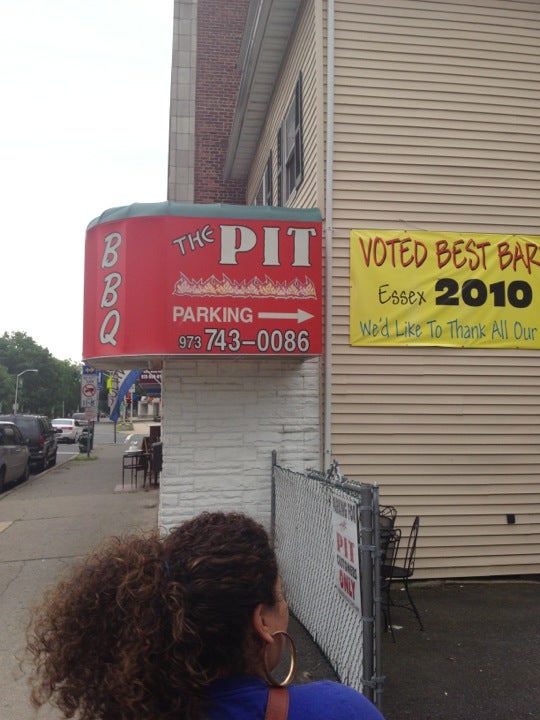 BBQ
THE PIT
PARKING
973 743-0086
VOTED BEST BAR
Essex 2010
We'd Like To Thank All Our
PIT
ONLY